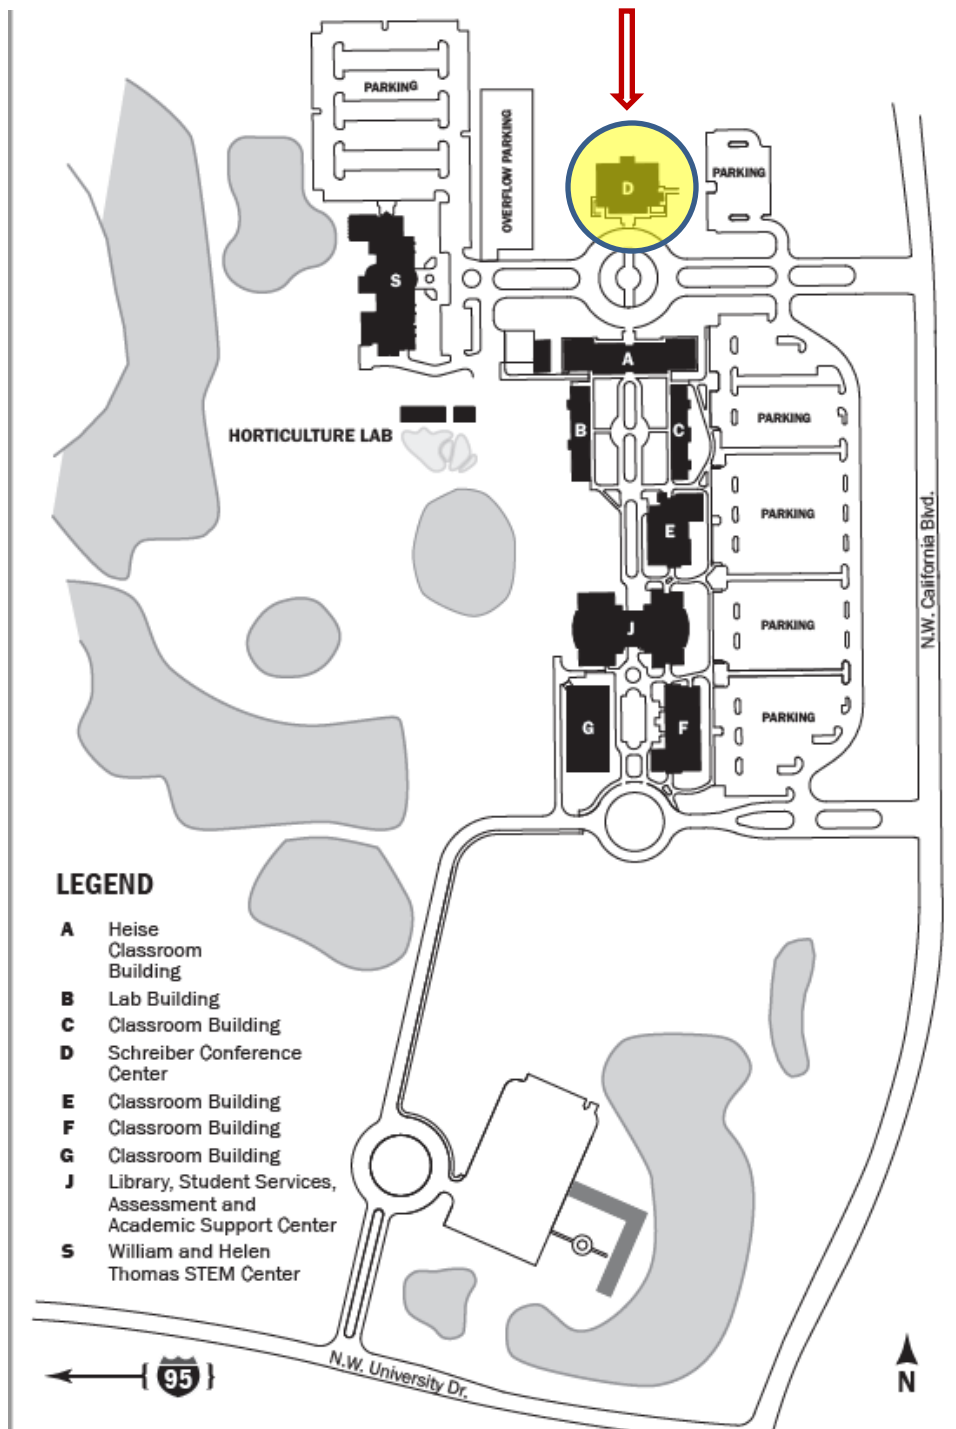 PARKING
OVERFLOW PARKING
D
PARKING
S
A
HORTICULTURE LAB
B
C
PARKING
E
PARKING
N.W. California Blvd.
J
PARKING
G
F
PARKING
LEGEND
A Heise
Classroom
Building
B Lab Building
C Classroom Building
D Schreiber Conference
Center
E Classroom Building
F Classroom Building
G Classroom Building
J Library, Student Services,
Assessment and
Academic Support Center
S William and Helen
Thomas STEM Center
N.W. University Dr.
{ 95 }
N